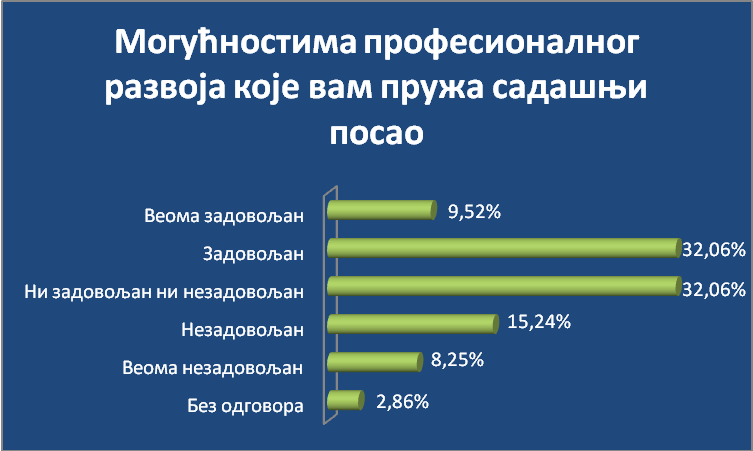 Могућностима професионалног
развоја које вам пружа садашњи
посао
Веома задовољан 9,52%
Задовољан 32,06%
Ни задовољан ни незадовољан 32,06%
Незадовољан 15,24%
Веома незадовољан 8,25%
Без одговора 2,86%